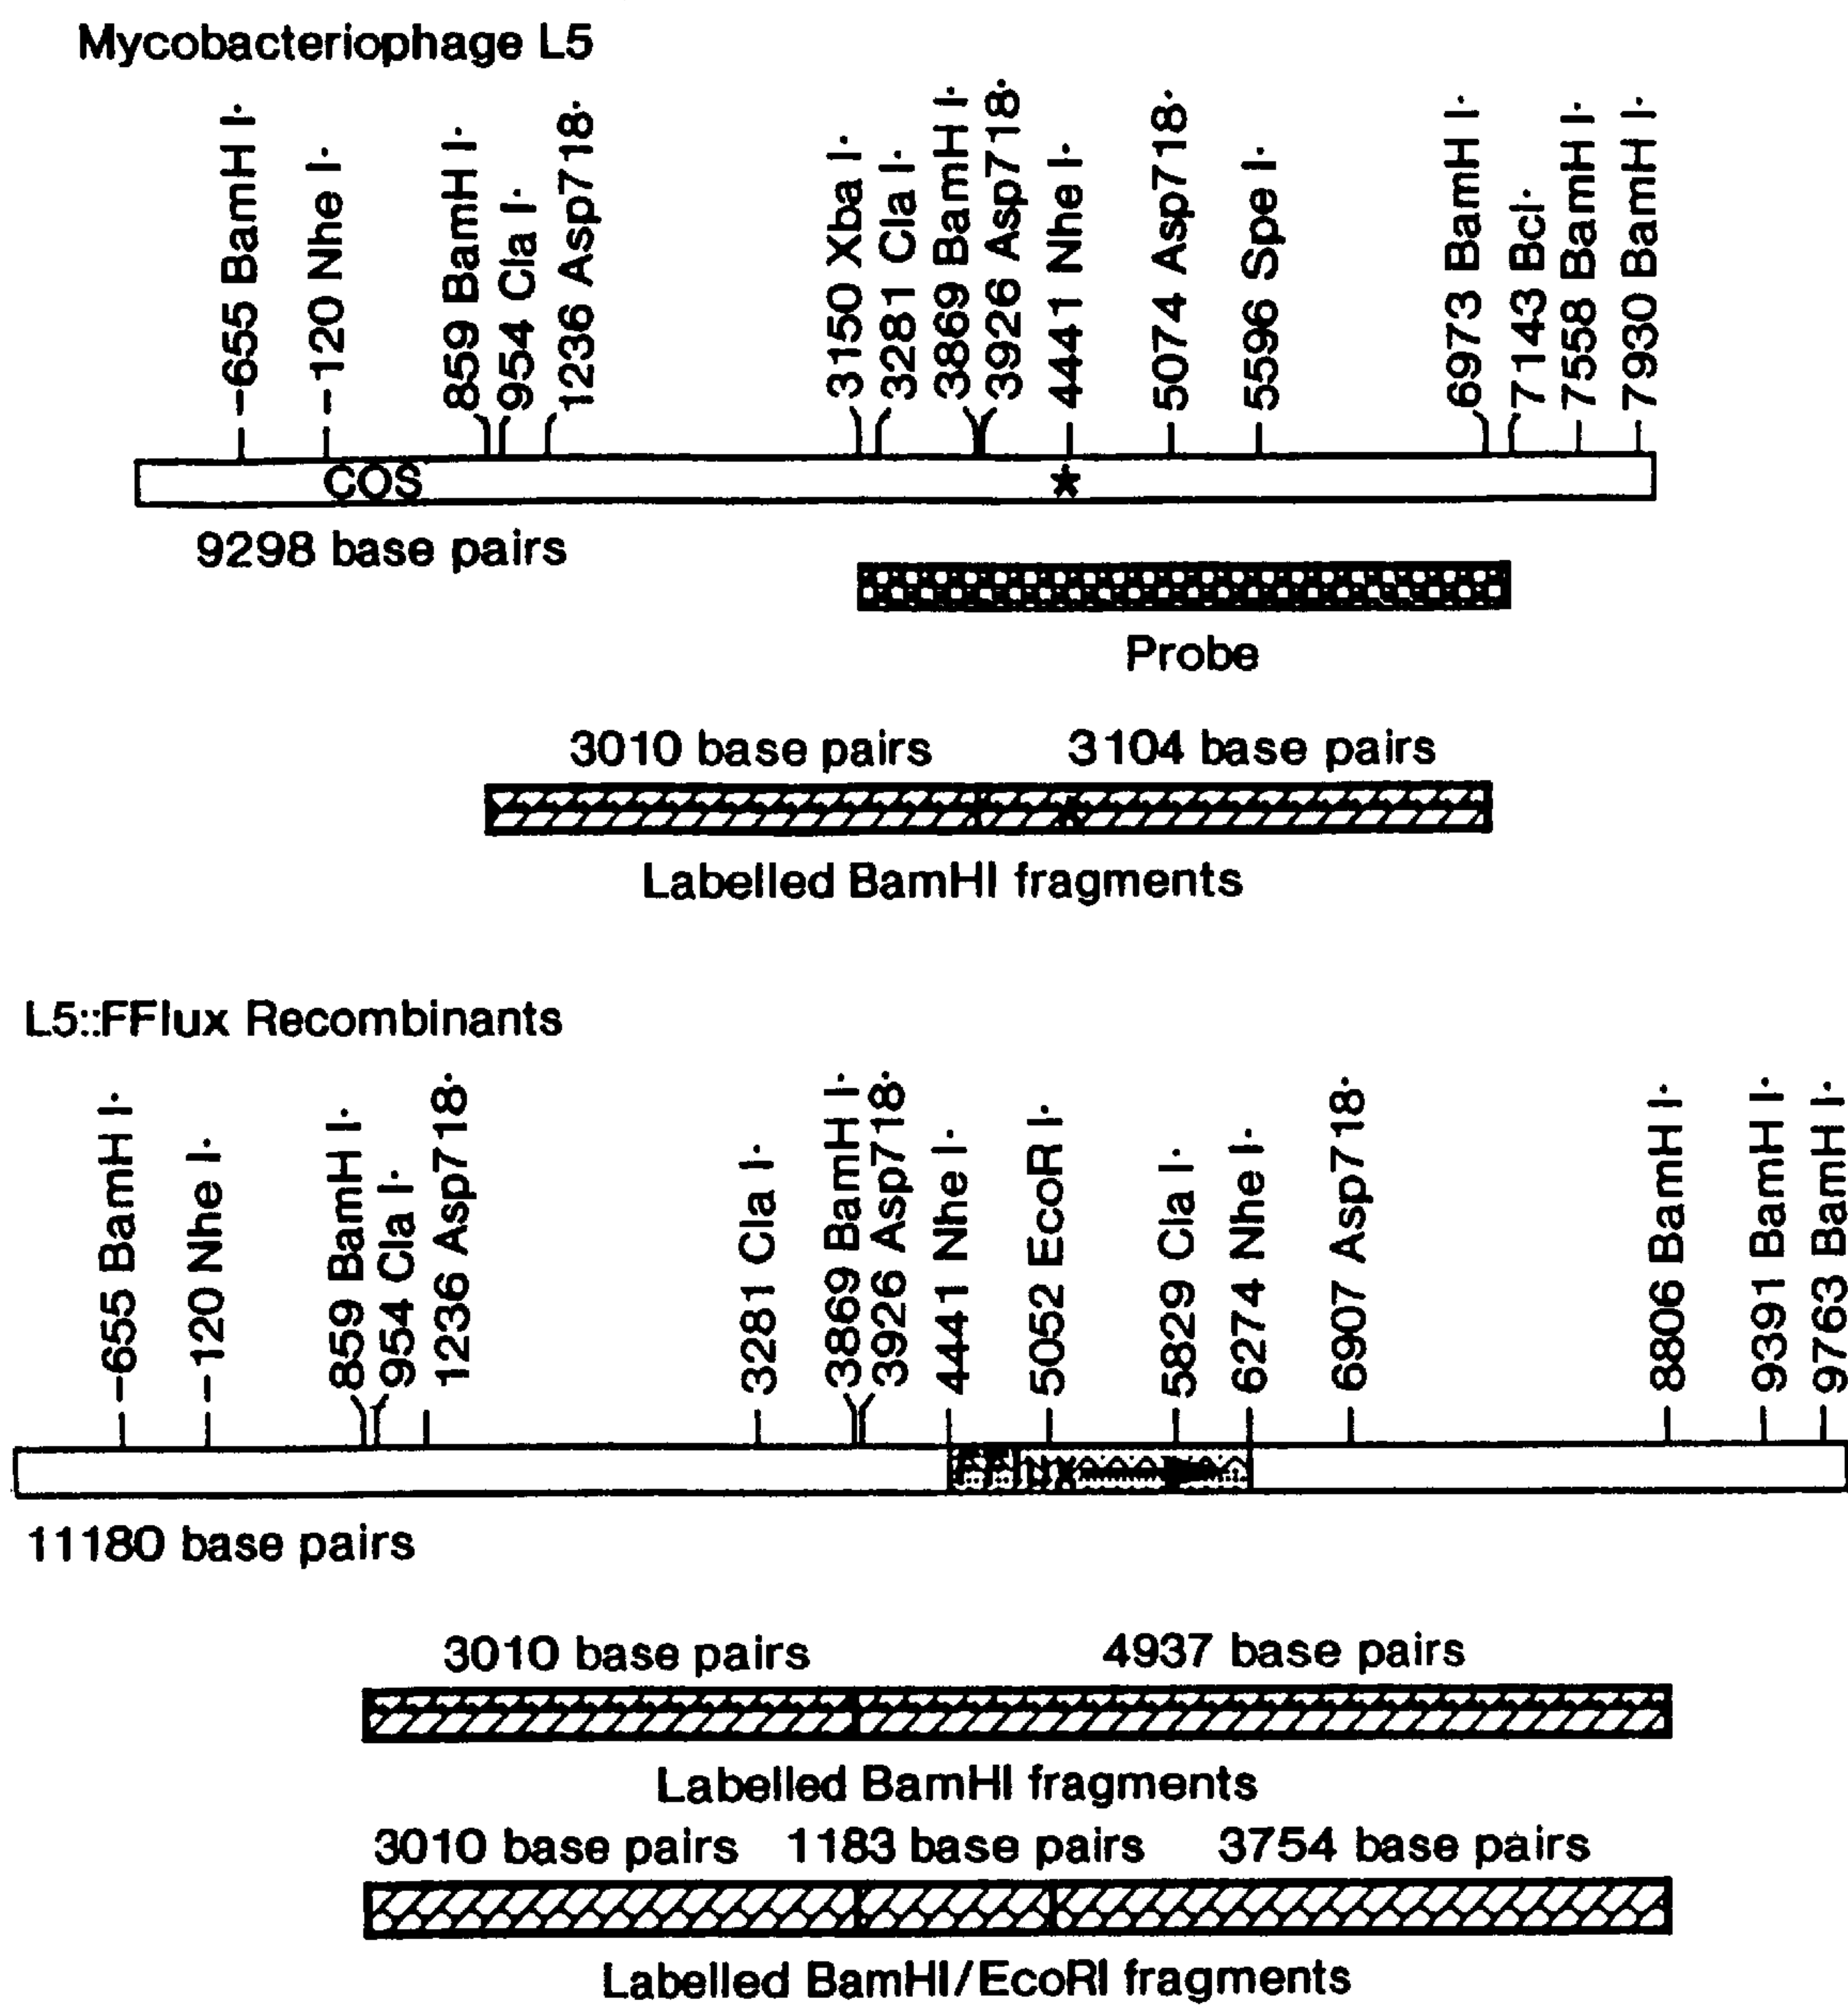 Mycobacteriophage L5
-655 BamH I·
-120 Nhe I·
859 BamH I·
954 Cla I·
1236 Asp718·
3150 Xba I·
3281 Cla I·
3869 BamH I·
3926 Asp718·
4441 Nhe I·
5074 Asp718·
5596 Spe I·
6973 BamH I·
7143 BcI·
7558 BamH I·
7930 BamH I·
COS
*
9298 base pairs
Probe
3010 base pairs 3104 base pairs
Labelled BamHI fragments
L5::FFlux Recombinants
-655 BamH I·
-120 Nhe I·
859 BamH I·
954 Cla I·
1236 Asp718·
3281 Cla I·
3869 BamH I·
3926 Asp718·
4441 Nhe I·
5052 EcoR I·
5829 Cla I·
6274 Nhe I·
6907 Asp718·
8806 BamH I·
9391 BamH I·
9763 BamH I·
11180 base pairs
3010 base pairs 4937 base pairs
Labelled BamHI fragments
3010 base pairs 1183 base pairs 3754 base pairs
Labelled BamHI/EcoRI fragments